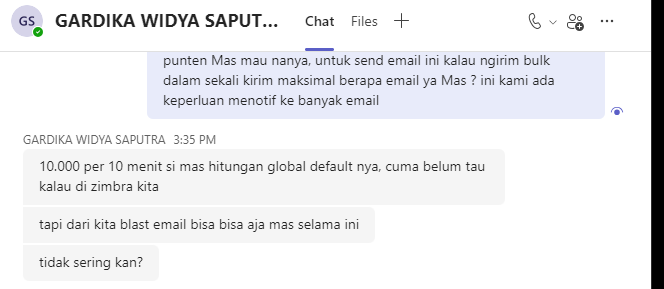 GS
GARDIKA WIDYA SAPUT...
Chat
Files
punten Mas mau nanya, untuk send email ini kalau ngirim bulk
dalam sekali kirim maksimal berapa email ya Mas ? ini kami ada
keperluan menotif ke banyak email
GARDIKA WIDYA SAPUTRA 3:35 PM
10.000 per 10 menit si mas hitungan global default nya, cuma belum tau
kalau di zimbra kita
tapi dari kita blast email bisa bisa aja mas selama ini
tidak sering kan?